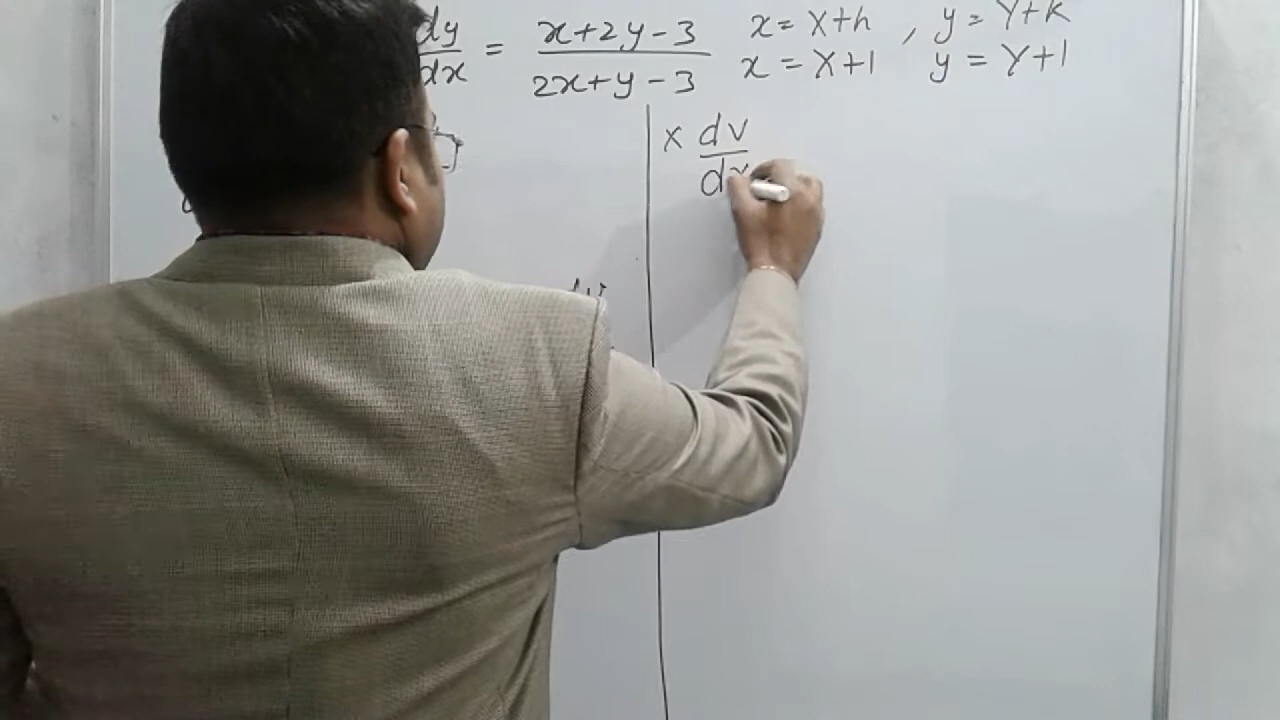 dy/dx = x+2y-3 / 2x+y-3 x = X+h , y = Y+k
x = X+1 y = Y+1
X dv/dx